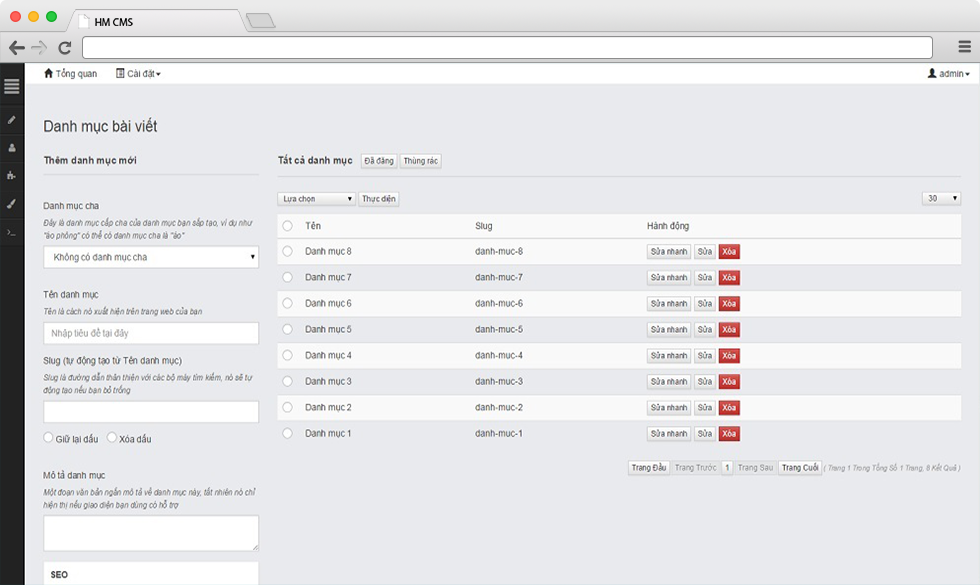 HM CMS
Tổng quan
Cài đặt
admin
Danh mục bài viết
Thêm danh mục mới
Danh mục cha
Đây là danh mục cấp cha của danh mục bạn sắp tạo, ví dụ như
"áo phông" có thể có danh mục cha là "áo"
Không có danh mục cha
Tên danh mục
Tên là cách nó xuất hiện trên trang web của bạn
Nhập tiêu đề tại đây
Slug (tự động tạo từ Tên danh mục)
Slug là đường dẫn thân thiện với các bộ máy tìm kiếm, nó sẽ tự
động tạo nếu bạn bỏ trống
Giữ lại dấu
Xóa dấu
Mô tả danh mục
Một đoạn văn bản ngắn mô tả về danh mục này, tất nhiên nó chỉ
hiện thị nếu giao diện bạn dùng có hỗ trợ
SEO
Tất cả danh mục Đã đăng Thùng rác
Lựa chọn Thực diện 30
Tên Slug Hành động
Danh mục 8 danh-muc-8 Sửa nhanh Sửa Xóa
Danh mục 7 danh-muc-7 Sửa nhanh Sửa Xóa
Danh mục 6 danh-muc-6 Sửa nhanh Sửa Xóa
Danh mục 5 danh-muc-5 Sửa nhanh Sửa Xóa
Danh mục 4 danh-muc-4 Sửa nhanh Sửa Xóa
Danh mục 3 danh-muc-3 Sửa nhanh Sửa Xóa
Danh mục 2 danh-muc-2 Sửa nhanh Sửa Xóa
Danh mục 1 danh-muc-1 Sửa nhanh Sửa Xóa
Trang Đầu Trang Trước 1 Trang Sau Trang Cuối ( Trang 1 Trong Tổng Số 1 Trang, 8 Kết Quả )